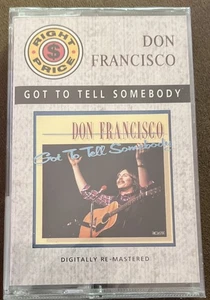 RIGHT
$
PRICE
DON
FRANCISCO
GOT TO TELL SOMEBODY
DON FRANCISCO
Got To Tell Somebody
DIGITALLY RE-MASTERED